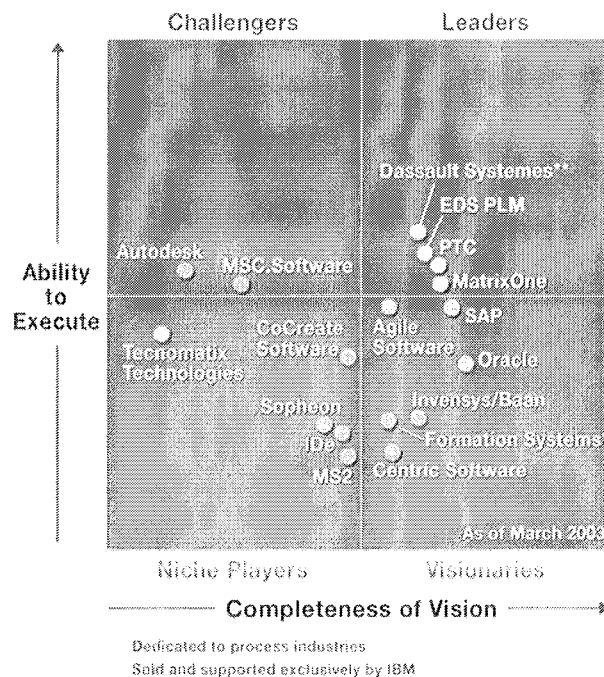 Challengers
Leaders
Dassault Systemes**
EDS PLM
PTC
Autodesk
MSC.Software
MatrixOne
Ability
to
Execute
SAP
CoCreate
Software
Agile
Software
Tecnomatix
Technologies
Oracle
Sopheon
Invensys/Baan
IDe
Formation Systems
MS2
Centric Software
As of March 2003
Niche Players
Visionaries
Completeness of Vision
Dedicated to process industries
Sold and supported exclusively by IBM